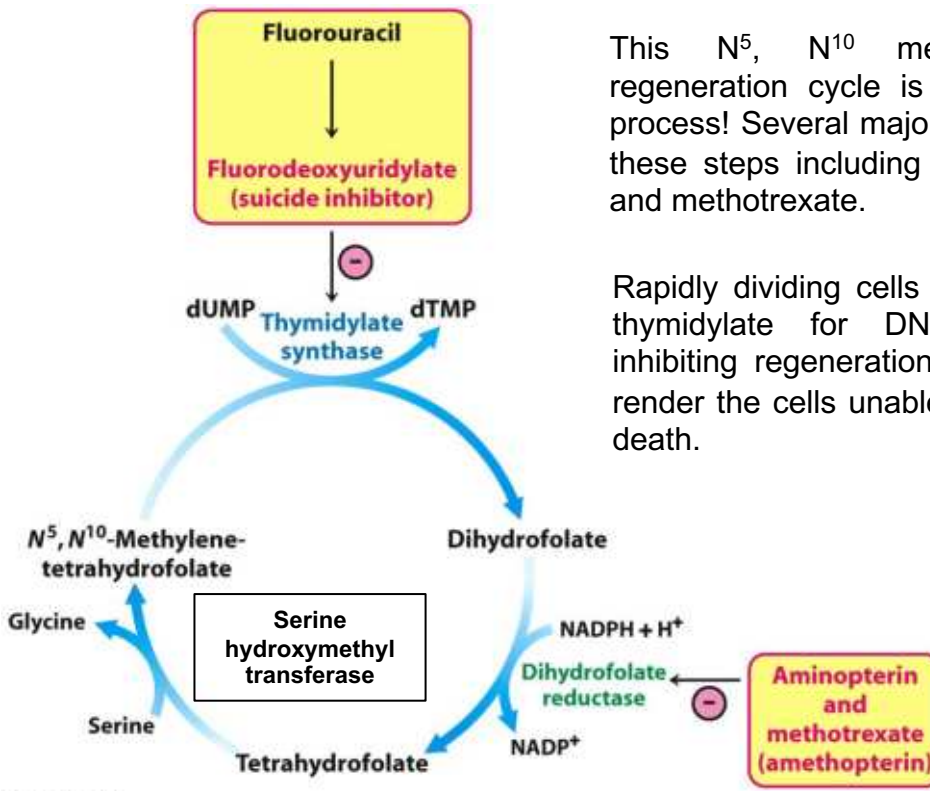 Fluorouracil
Fluorodeoxyuridylate
(suicide inhibitor)
This N⁵, N¹⁰ me
regeneration cycle is
process! Several majo
these steps including
and methotrexate.
Rapidly dividing cells
thymidylate for DN
inhibiting regeneration
render the cells unable
death.
−
dUMP
Thymidylate
synthase
dTMP
N⁵, N¹⁰-Methylene-
tetrahydrofolate
Dihydrofolate
Glycine
Serine
hydroxymethyl
transferase
NADPH + H⁺
Dihydrofolate
reductase
−
Aminopterin
and
methotrexate
(amethopterin)
Serine
NADP⁺
Tetrahydrofolate